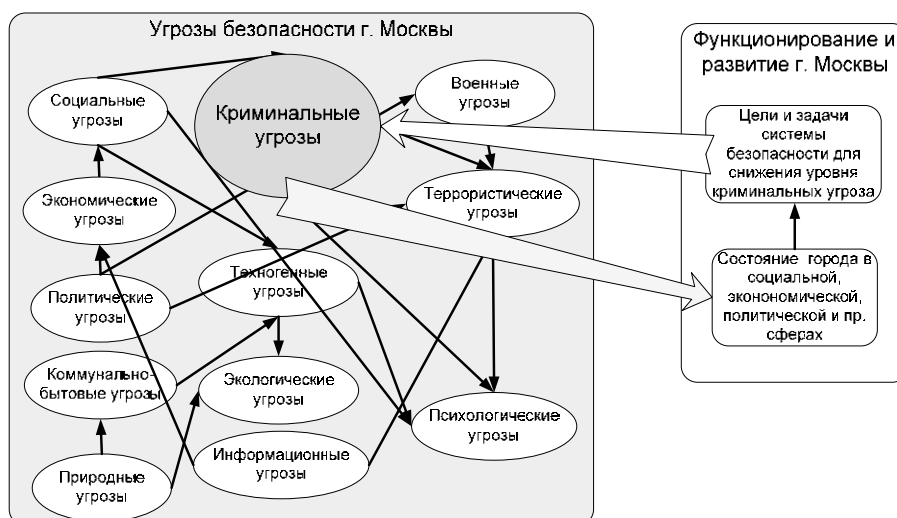 Угрозы безопасности г. Москвы
Социальные
угрозы
Криминальные
угрозы
Военные
угрозы
Экономические
угрозы
Террористические
угрозы
Политические
угрозы
Техногенные
угрозы
Коммунально-
бытовые угрозы
Экологические
угрозы
Психологические
угрозы
Природные
угрозы
Информационные
угрозы
Функционирование и
развитие г. Москвы
Цели и задачи
системы
безопасности для
снижения уровня
криминальных угроза
Состояние города в
социальной,
эконономической,
политической и пр.
сферах